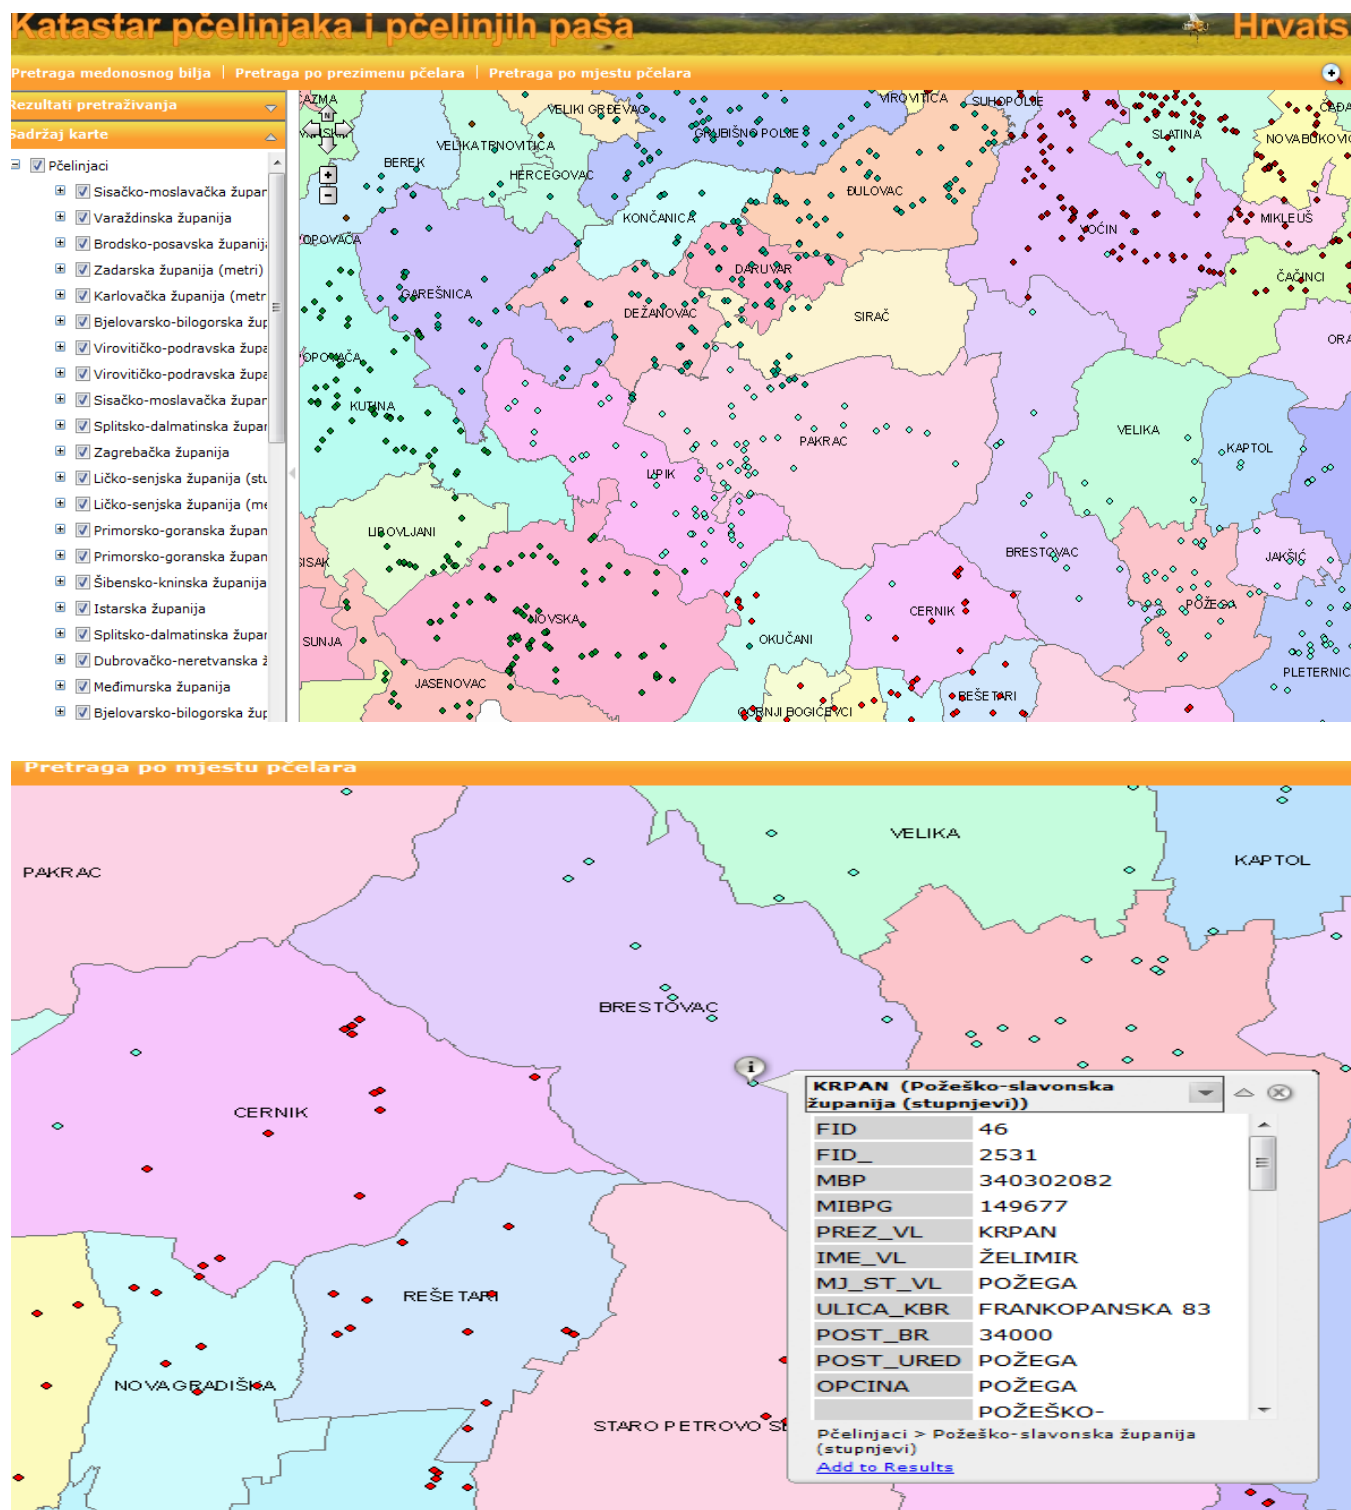 Katastar pčelinjaka i pčelinjih paša
Hrvats
Pretraga medonosnog bilja | Pretraga po prezimenu pčelara | Pretraga po mjestu pčelara
Rezultati pretraživanja
Sadržaj karte
Pčelinjaci
Sisačko-moslavačka župan
Varaždinska županija
Brodsko-posavska županija
Zadarska županija (metri)
Karlovačka županija (metr
Bjelovarsko-bilogorska žup
Virovitičko-podravska župa
Virovitičko-podravska župa
Sisačko-moslavačka župan
Splitsko-dalmatinska župan
Zagrebačka županija
Ličko-senjska županija (stu
Ličko-senjska županija (me
Primorsko-goranska župan
Primorsko-goranska župan
Šibensko-kninska županija
Istarska županija
Splitsko-dalmatinska župan
Dubrovačko-neretvanska ž
Međimurska županija
Bjelovarsko-bilogorska žup
N
VELIKI GRĐEVAC
VIROVITICA
SUHOPOLJE
GRUBIŠNO POLJE
SLATINA
NOVA BUKOVIC
VELIKA TRNOVITICA
BEREK
HERCEGOVAC
ĐULOVAC
KONČANICA
VOĆIN
MIKLEUŠ
POPOVAČA
DARUVAR
ČAČINCI
GAREŠNICA
DEŽANOVAC
SIRAČ
ORA
POPOVAČA
KUTINA
VELIKA
PAKRAC
KAPTOL
LIPIK
LIPOVLJANI
BRESTOVAC
JAKŠIĆ
SISAK
POŽEGA
CERNIK
NOVSKA
OKUČANI
SUNJA
PLETERNIC
JASENOVAC
REŠETARI
GORNJI BOGIĆEVCI
Pretraga po mjestu pčelara
VELIKA
KAPTOL
PAKRAC
BRESTOVAC
CERNIK
REŠETARI
NOVA GRADIŠKA
STARO PETROVO S
i
KRPAN (Požeško-slavonska
županija (stupnjevi))
FID 46
FID_ 2531
MBP 340302082
MIBPG 149677
PREZ_VL KRPAN
IME_VL ŽELIMIR
MJ_ST_VL POŽEGA
ULICA_KBR FRANKOPANSKA 83
POST_BR 34000
POST_URED POŽEGA
OPCINA POŽEGA
POŽEŠKO-
Pčelinjaci > Požeško-slavonska županija
(stupnjevi)
Add to Results